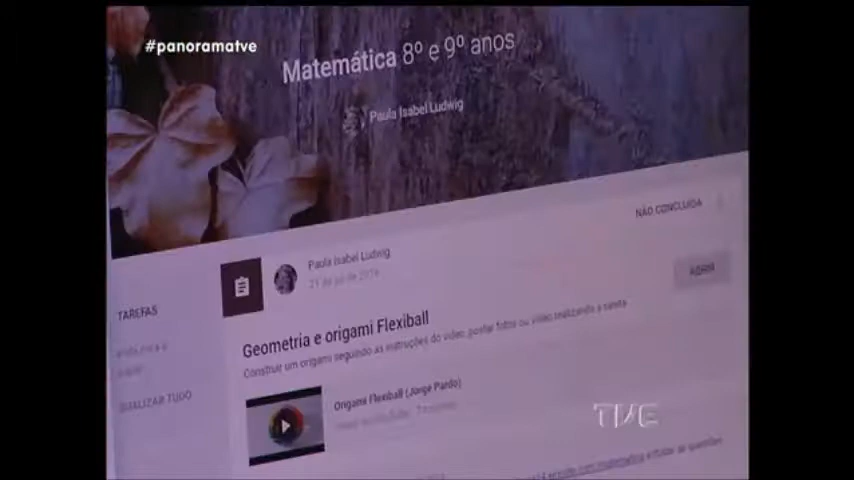 #panoramatve
Matemática 8º e 9º anos
Paula Isabel Ludwig
NÃO CONCLUÍDA
Paula Isabel Ludwig
ABRIR
TAREFAS
Geometria e origami Flexiball
Construir um origami seguindo as instruções do vídeo, postar fotos ou vídeo realizando a tarefa
Origami Flexiball (Jorge Pardo)
TVE